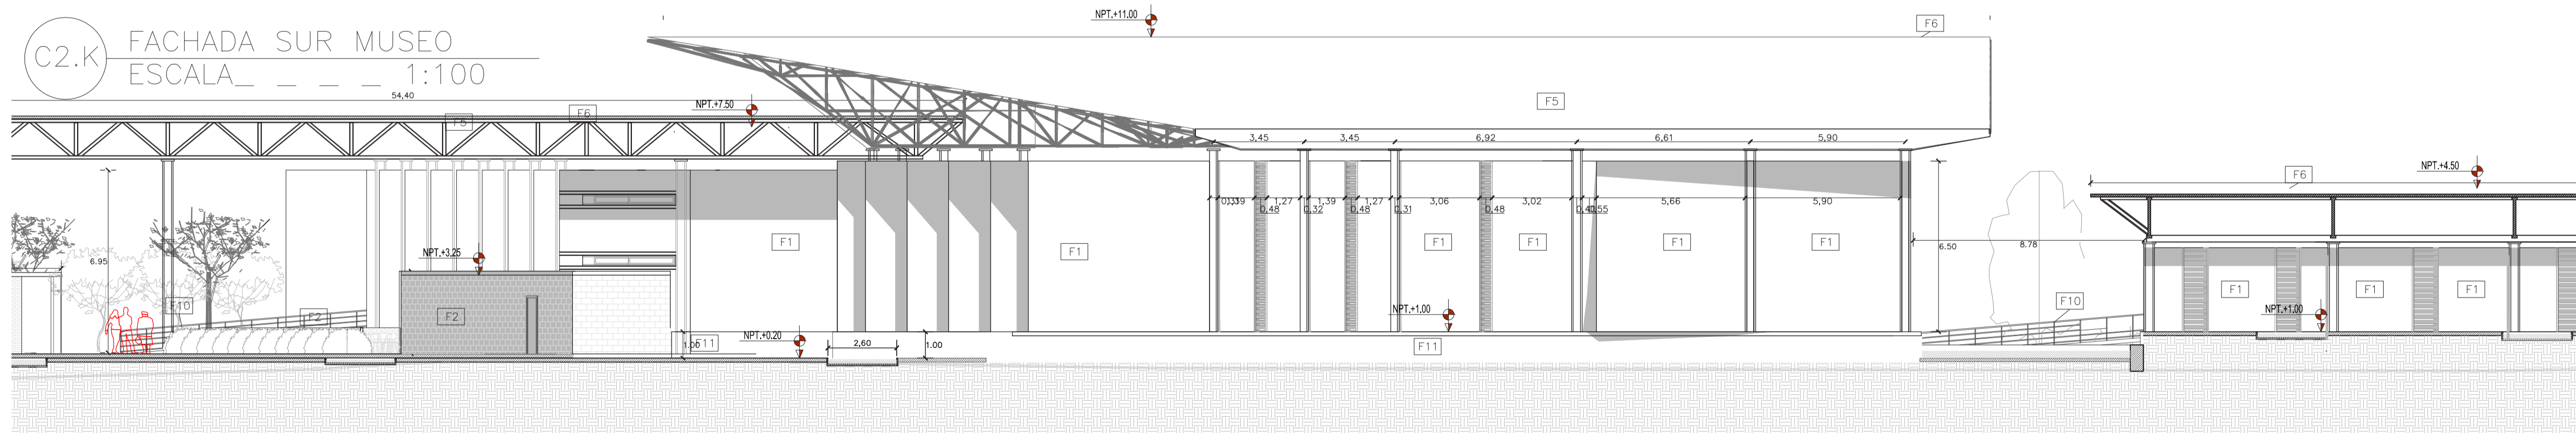 C2.K
FACHADA SUR MUSEO
ESCALA_ _ _ _ 1:100
54,40
NPT.+11.00
F6
NPT.+7.50
F6
F5
F5
3,45
3,45
6,92
6,61
5,90
NPT.+4.50
F6
1,27
0,48
0,32
1,39
0,48
1,27
0,31
3,06
0,48
3,02
5,66
5,90
6.95
NPT.+3,25
F1
F1
F1
F1
F1
F1
6.50
8.78
F10
F2
F2
F10
F1
F1
F1
NPT.+1.00
NPT.+1.00
NPT.+0.20
1.00
F11
2,60
1.00
F11